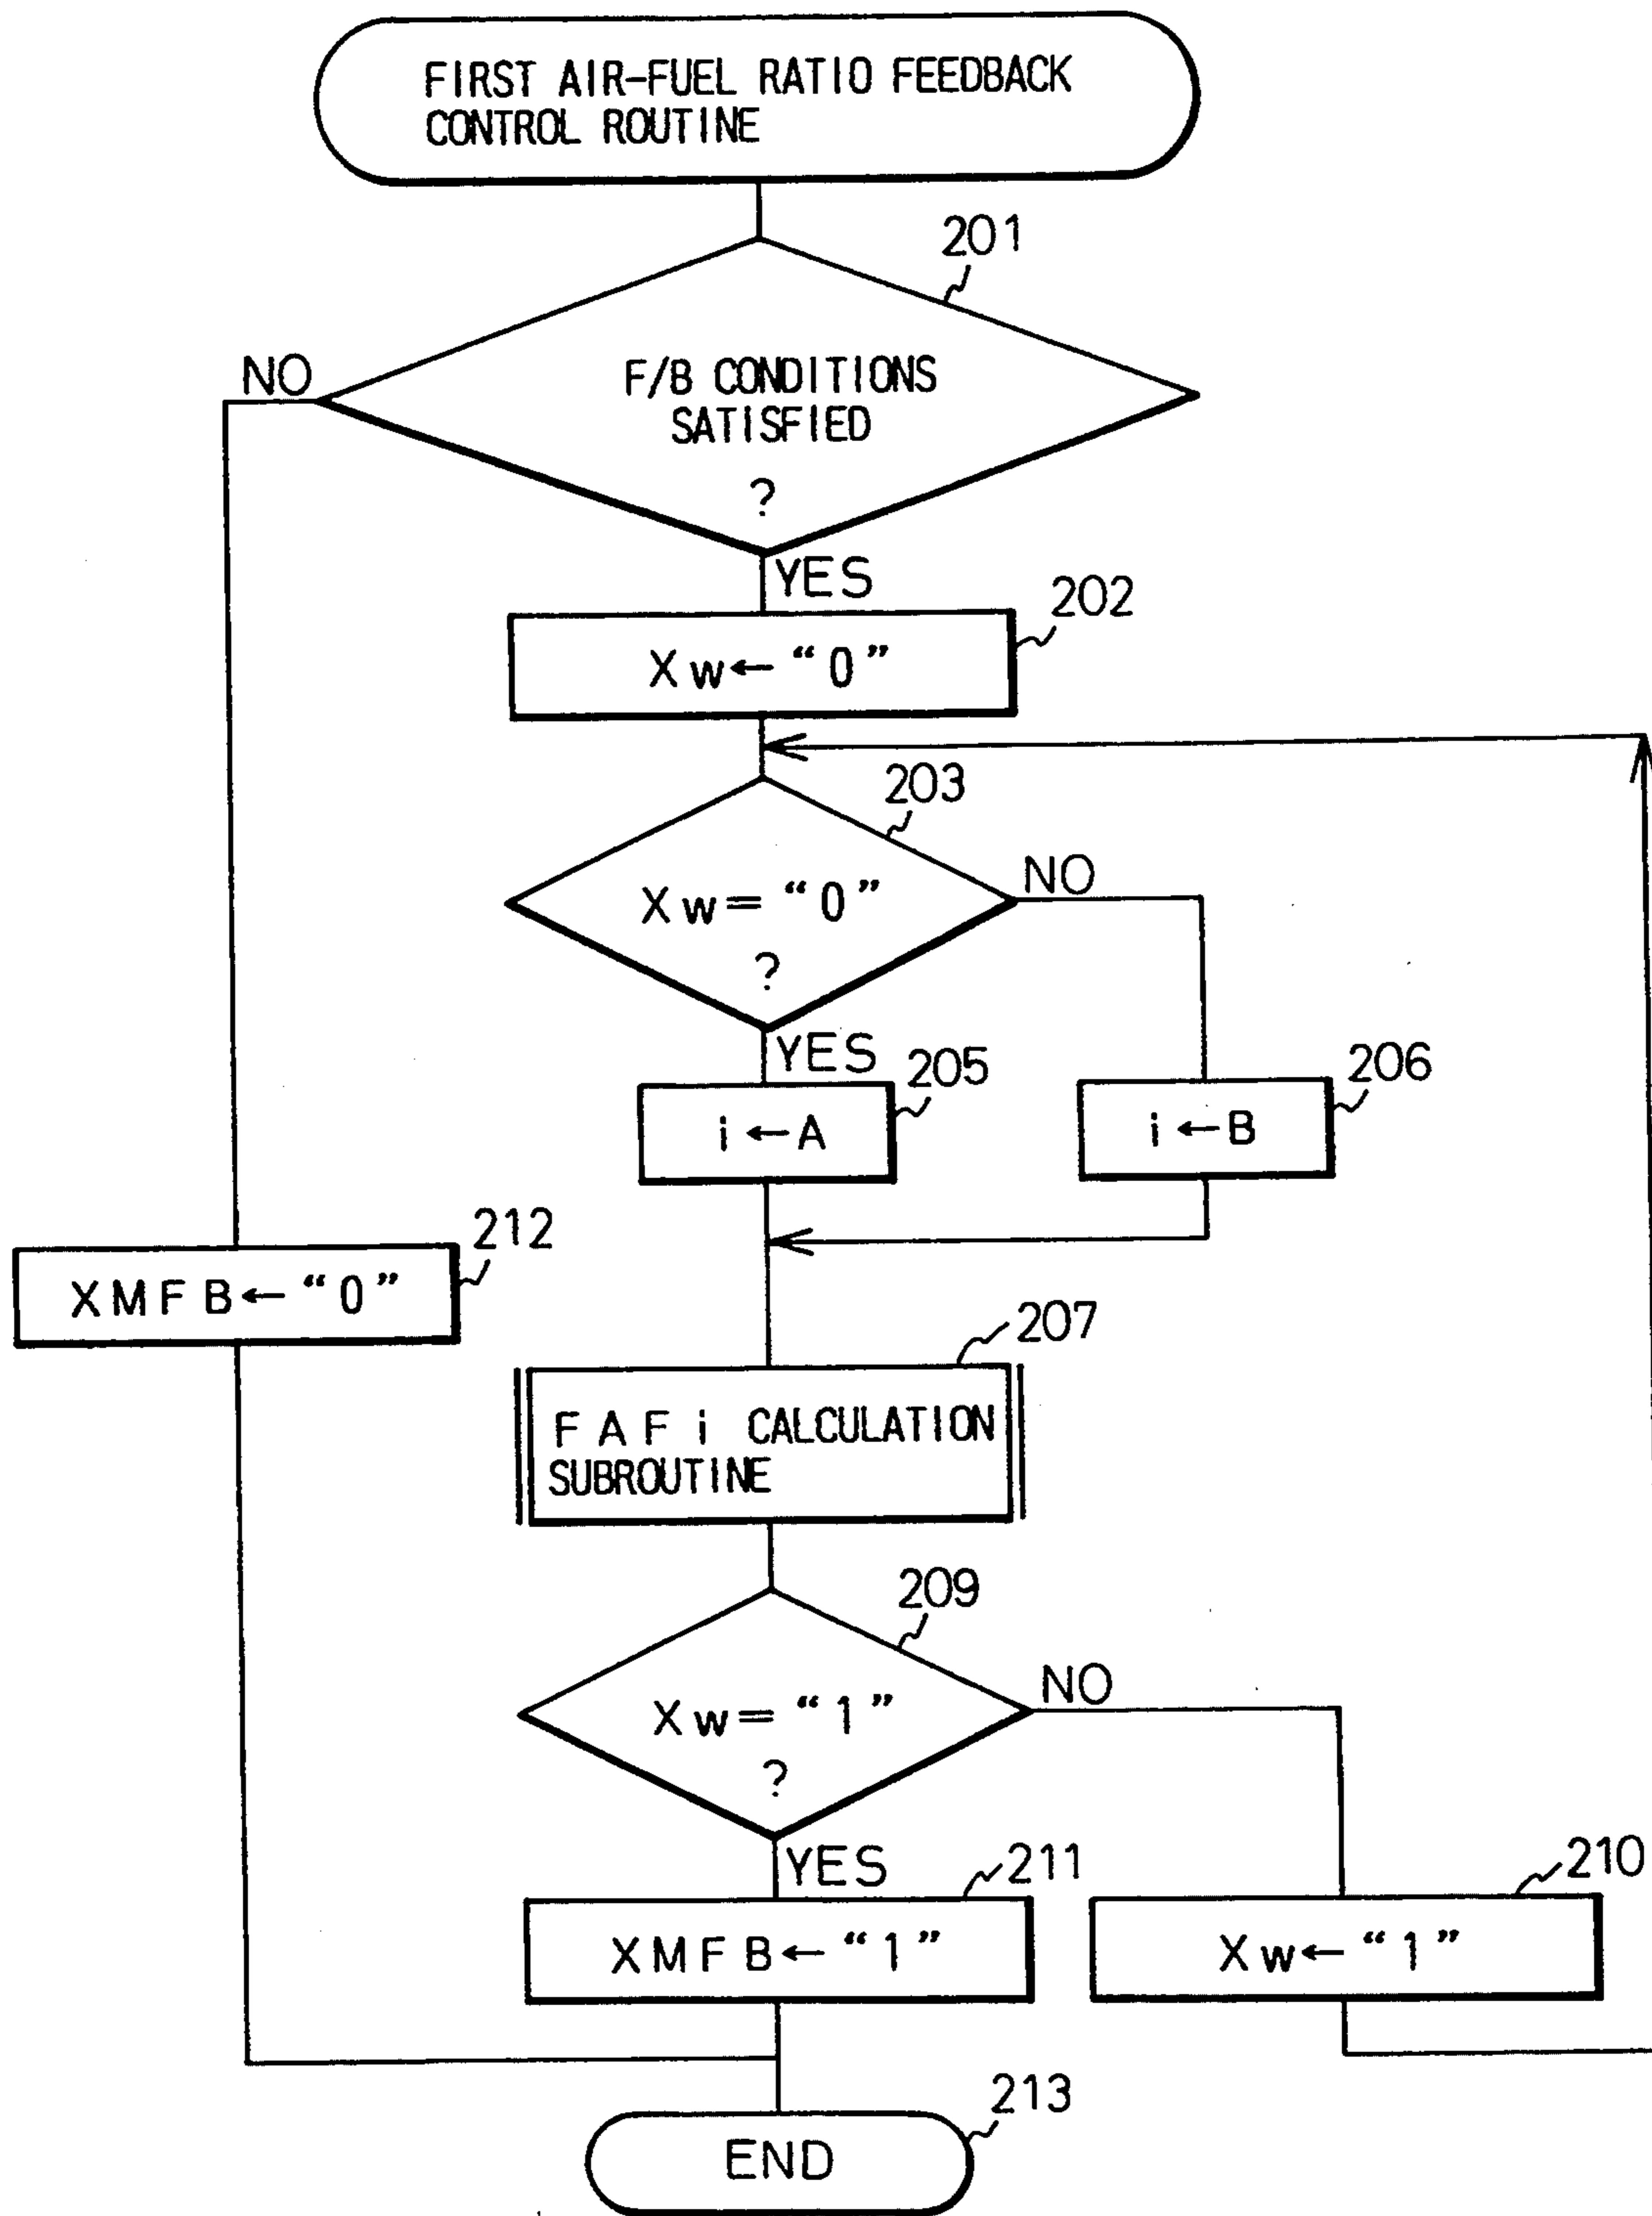 FIRST AIR-FUEL RATIO FEEDBACK
CONTROL ROUTINE
201
NO
F/B CONDITIONS
SATISFIED
?
YES
202
Xw← “0”
203
NO
Xw= “0”
?
YES
205
206
i←A
i←B
212
XMFB← “0”
207
FAFi CALCULATION
SUBROUTINE
209
NO
Xw= “1”
?
YES
211
210
XMFB← “1”
Xw← “1”
213
END